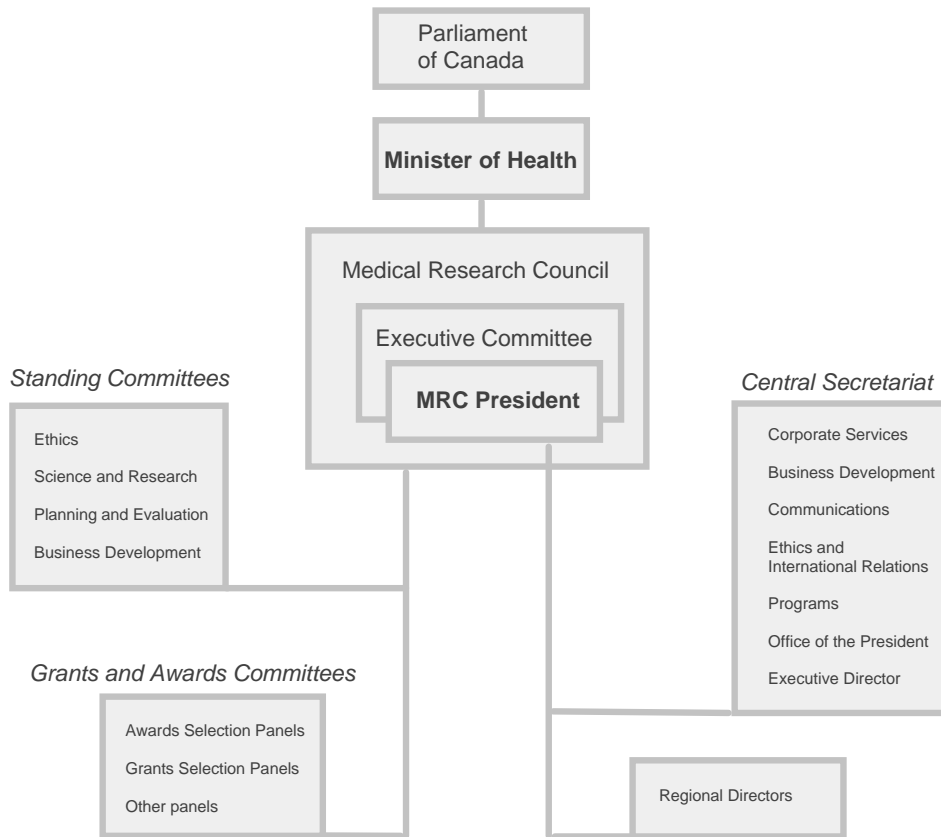 Parliament
of Canada
Minister of Health
Medical Research Council
Executive Committee
MRC President
Standing Committees
Ethics
Science and Research
Planning and Evaluation
Business Development
Central Secretariat
Corporate Services
Business Development
Communications
Ethics and
International Relations
Programs
Office of the President
Executive Director
Grants and Awards Committees
Awards Selection Panels
Grants Selection Panels
Other panels
Regional Directors